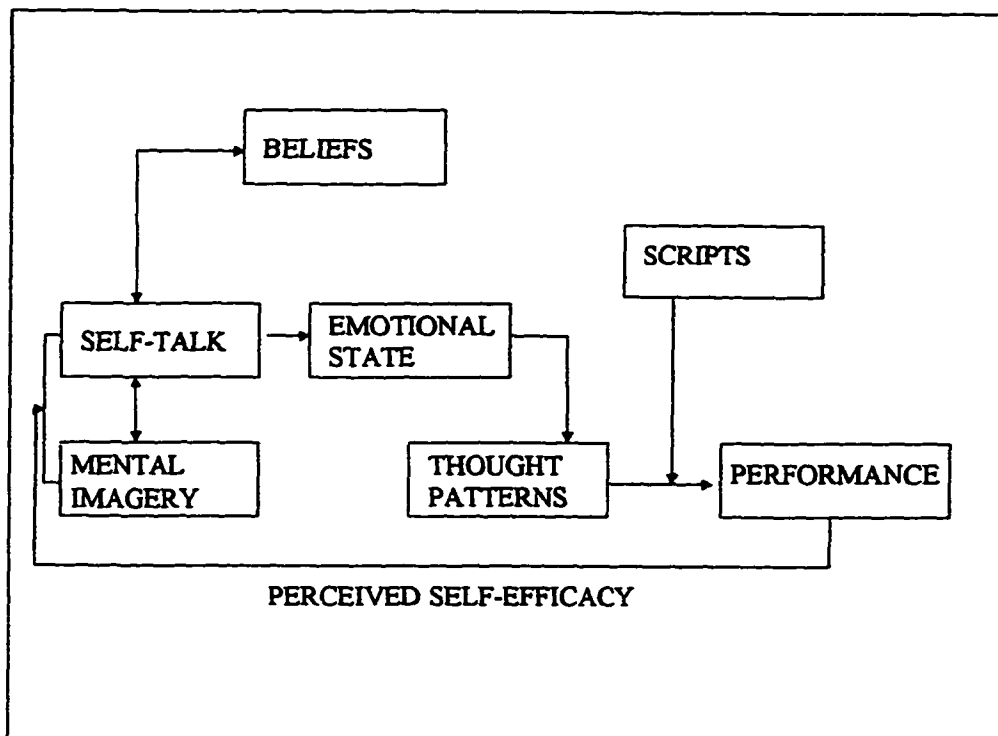 BELIEFS
SCRIPTS
SELF-TALK
EMOTIONAL
STATE
MENTAL
IMAGERY
THOUGHT
PATTERNS
PERFORMANCE
PERCEIVED SELF-EFFICACY